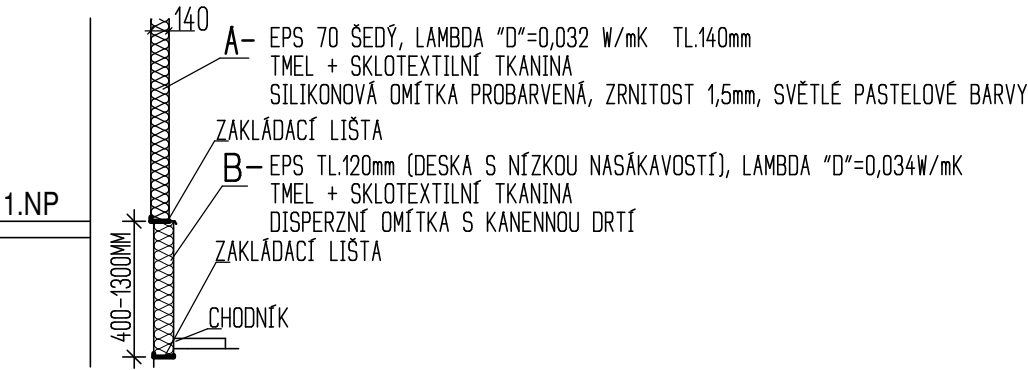 140
A- EPS 70 ŠEDÝ, LAMBDA "D"=0,032 W/mK TL.140mm
TMEL + SKLOTEXTILNÍ TKANINA
SILIKONOVÁ OMÍTKA PROBARVENÁ, ZRNITOST 1,5mm, SVĚTLÉ PASTELOVÉ BARVY
ZAKLÁDACÍ LIŠTA
B- EPS TL.120mm (DESKA S NÍZKOU NASÁKAVOSTÍ), LAMBDA "D"=0,034W/mK
TMEL + SKLOTEXTILNÍ TKANINA
DISPERZNÍ OMÍTKA S KANENNOU DRTÍ
1.NP
ZAKLÁDACÍ LIŠTA
400-1300MM
CHODNÍK